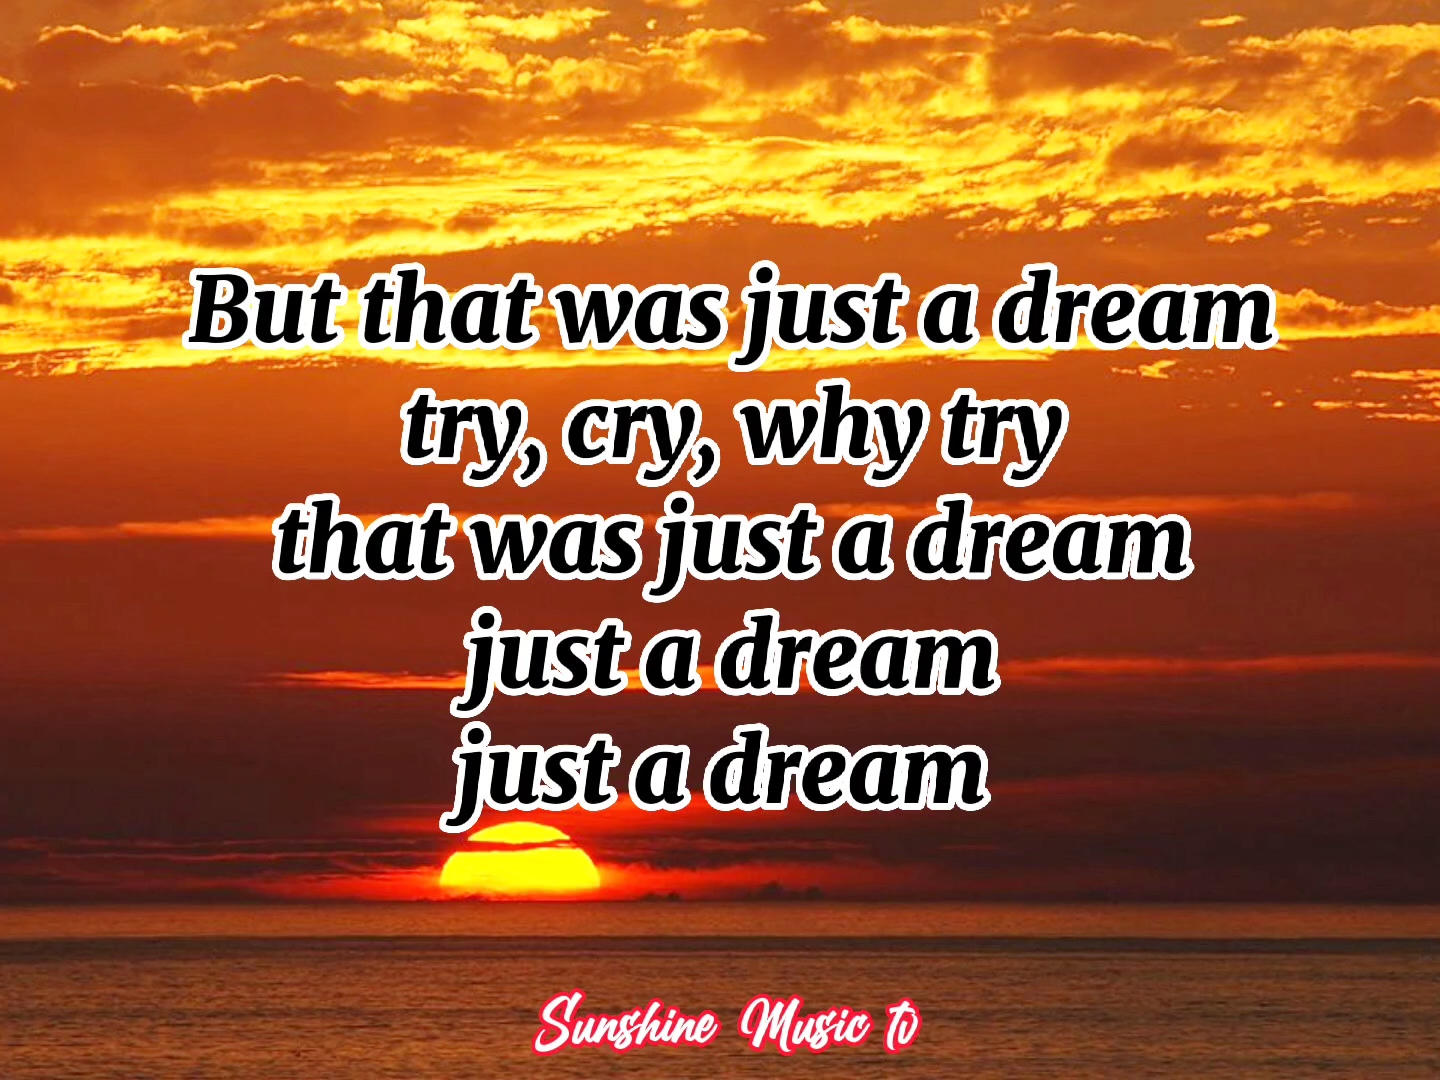 But that was just a dream
try, cry, why try
that was just a dream
just a dream
just a dream
Sunshine Music tv